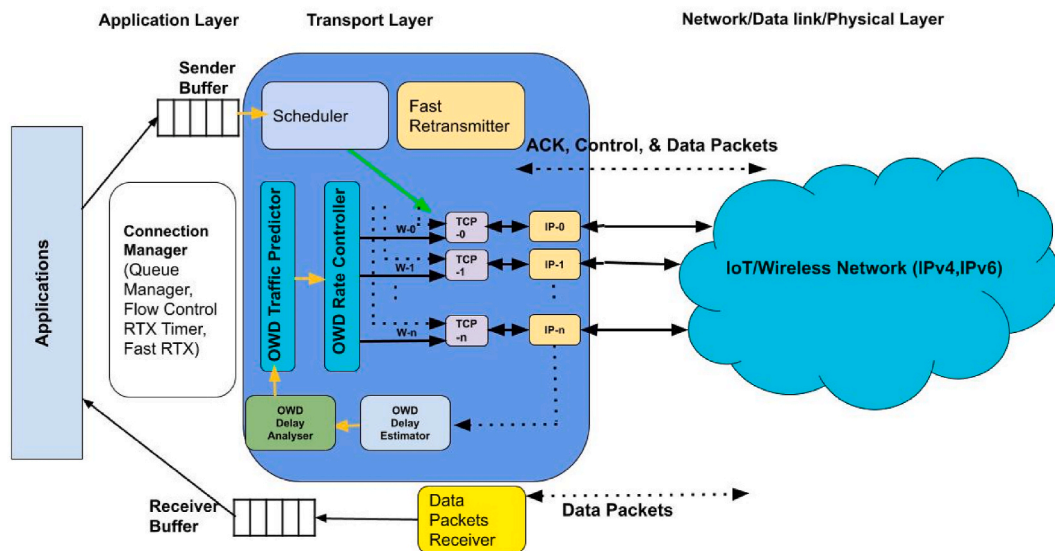 Application Layer
Transport Layer
Network/Data link/Physical Layer
Sender
Buffer
Scheduler
Fast
Retransmitter
ACK, Control, & Data Packets
Applications
Connection
Manager
(Queue
Manager,
Flow Control
RTX Timer,
Fast RTX)
OWD Traffic Predictor
OWD Rate Controller
W-0
W-1
W-n
TCP
-0
TCP
-1
TCP
-n
IP-0
IP-1
IP-n
IoT/Wireless Network (IPv4,IPv6)
OWD
Delay
Analyser
OWD
Delay
Estimator
Receiver
Buffer
Data
Packets
Receiver
Data Packets